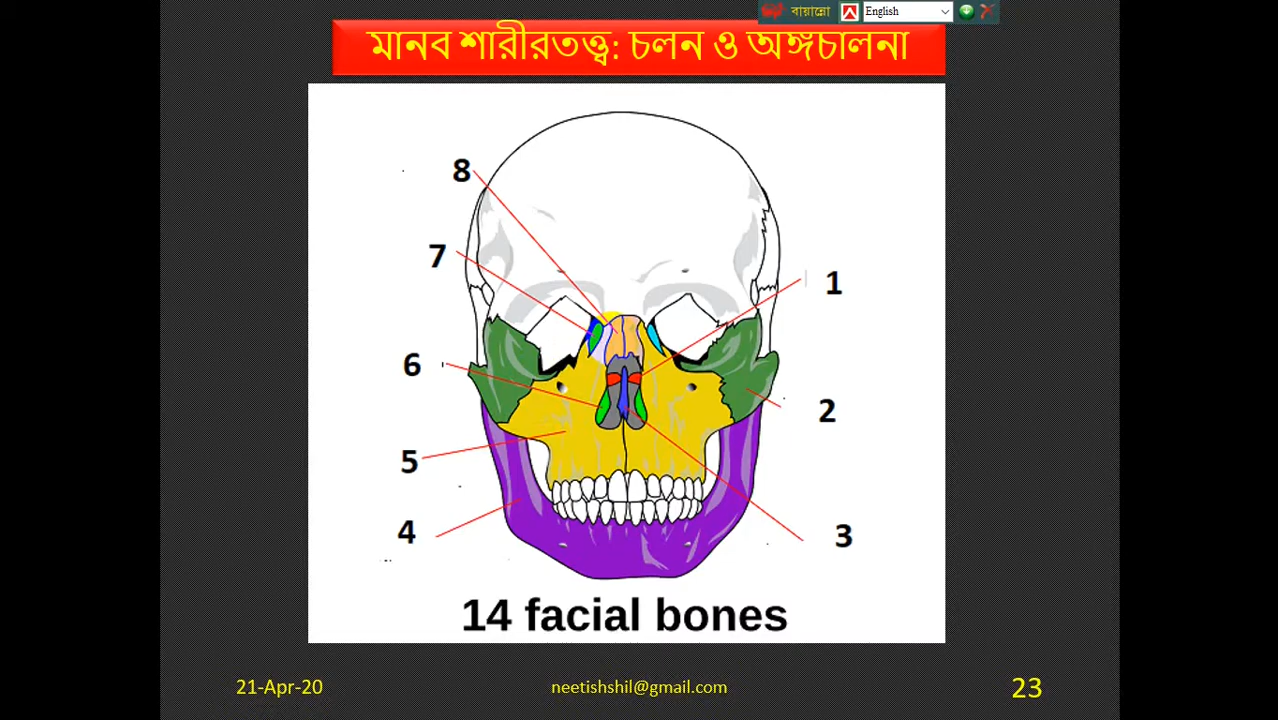 বায়ান্নো
English
মানব শারীরতত্ত্ব: চলন ও অঙ্গচালনা
8
7
1
6
2
5
4
3
14 facial bones
21-Apr-20
neetishshil@gmail.com
23